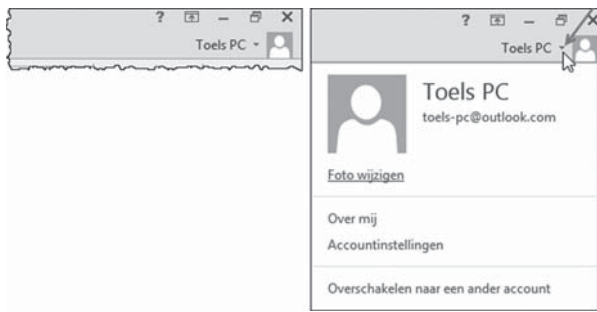 ?
Toels PC
?
Toels PC
Toels PC
toels-pc@outlook.com
Foto wijzigen
Over mij
Accountinstellingen
Overschakelen naar een ander account